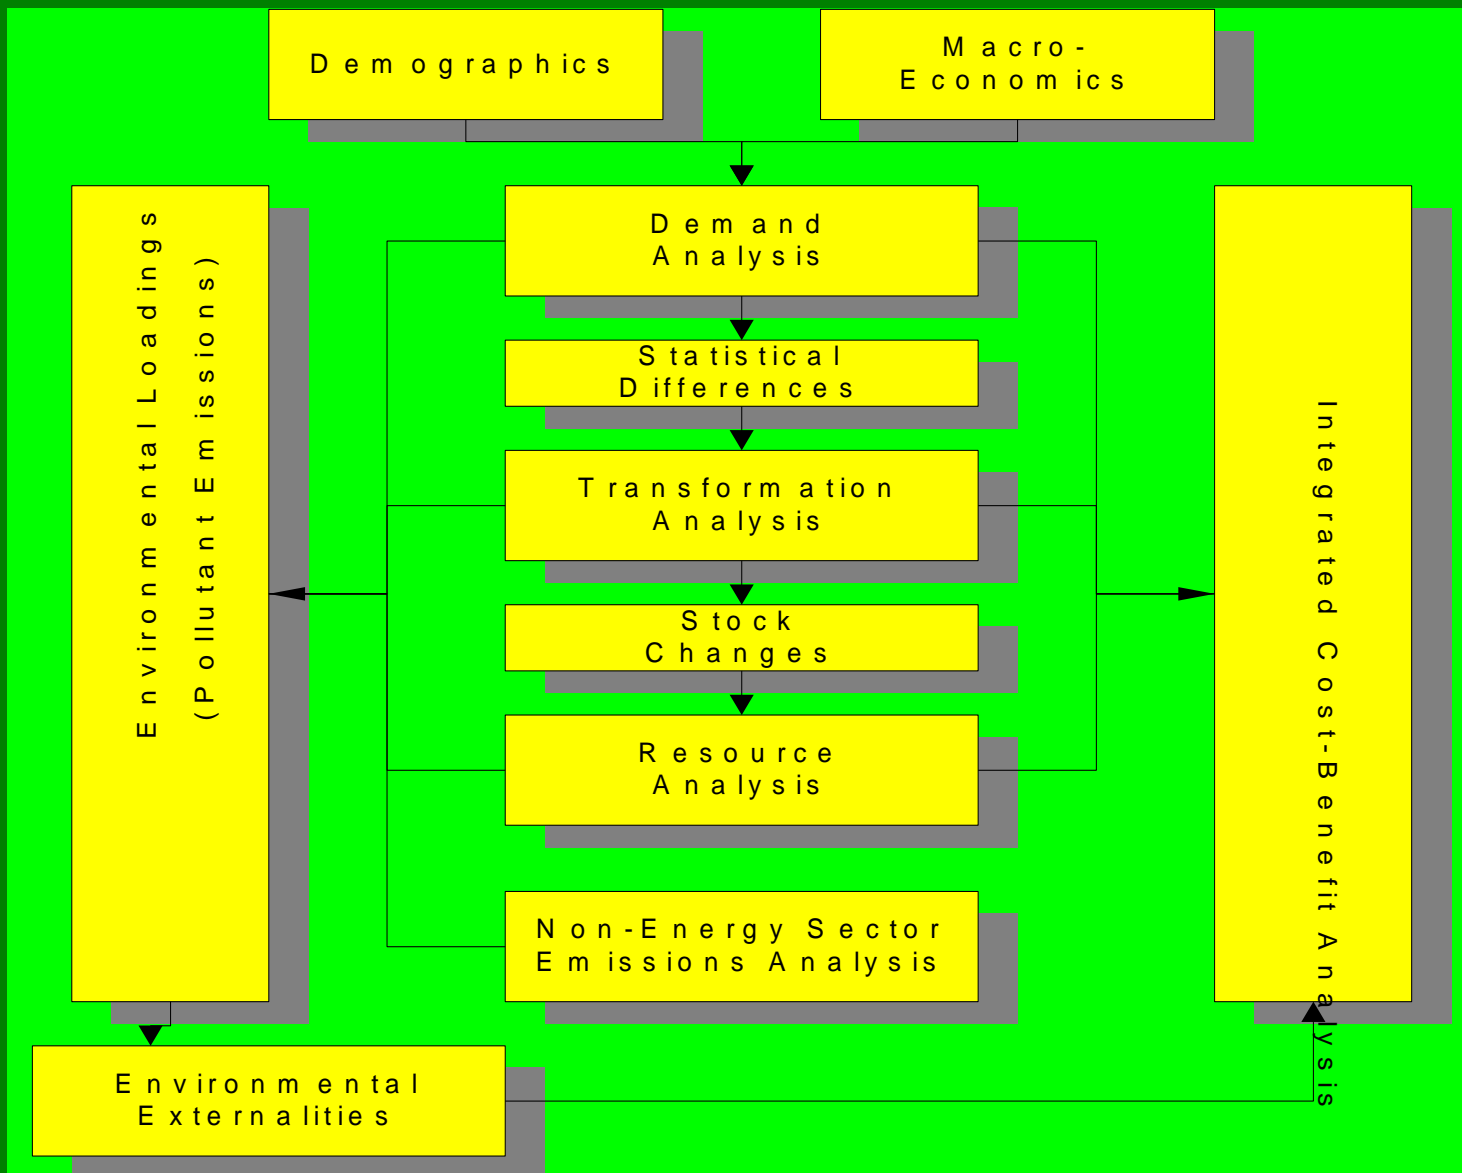 Demographics
Macro-
Economics
Demand
Analysis
Statistical
Differences
Transformation
Analysis
Stock
Changes
Resource
Analysis
Non-Energy Sector
Emissions Analysis
Environmental Loadings
(Pollutant Emissions)
Integrated Cost-Benefit Analysis
Environmental
Externalities